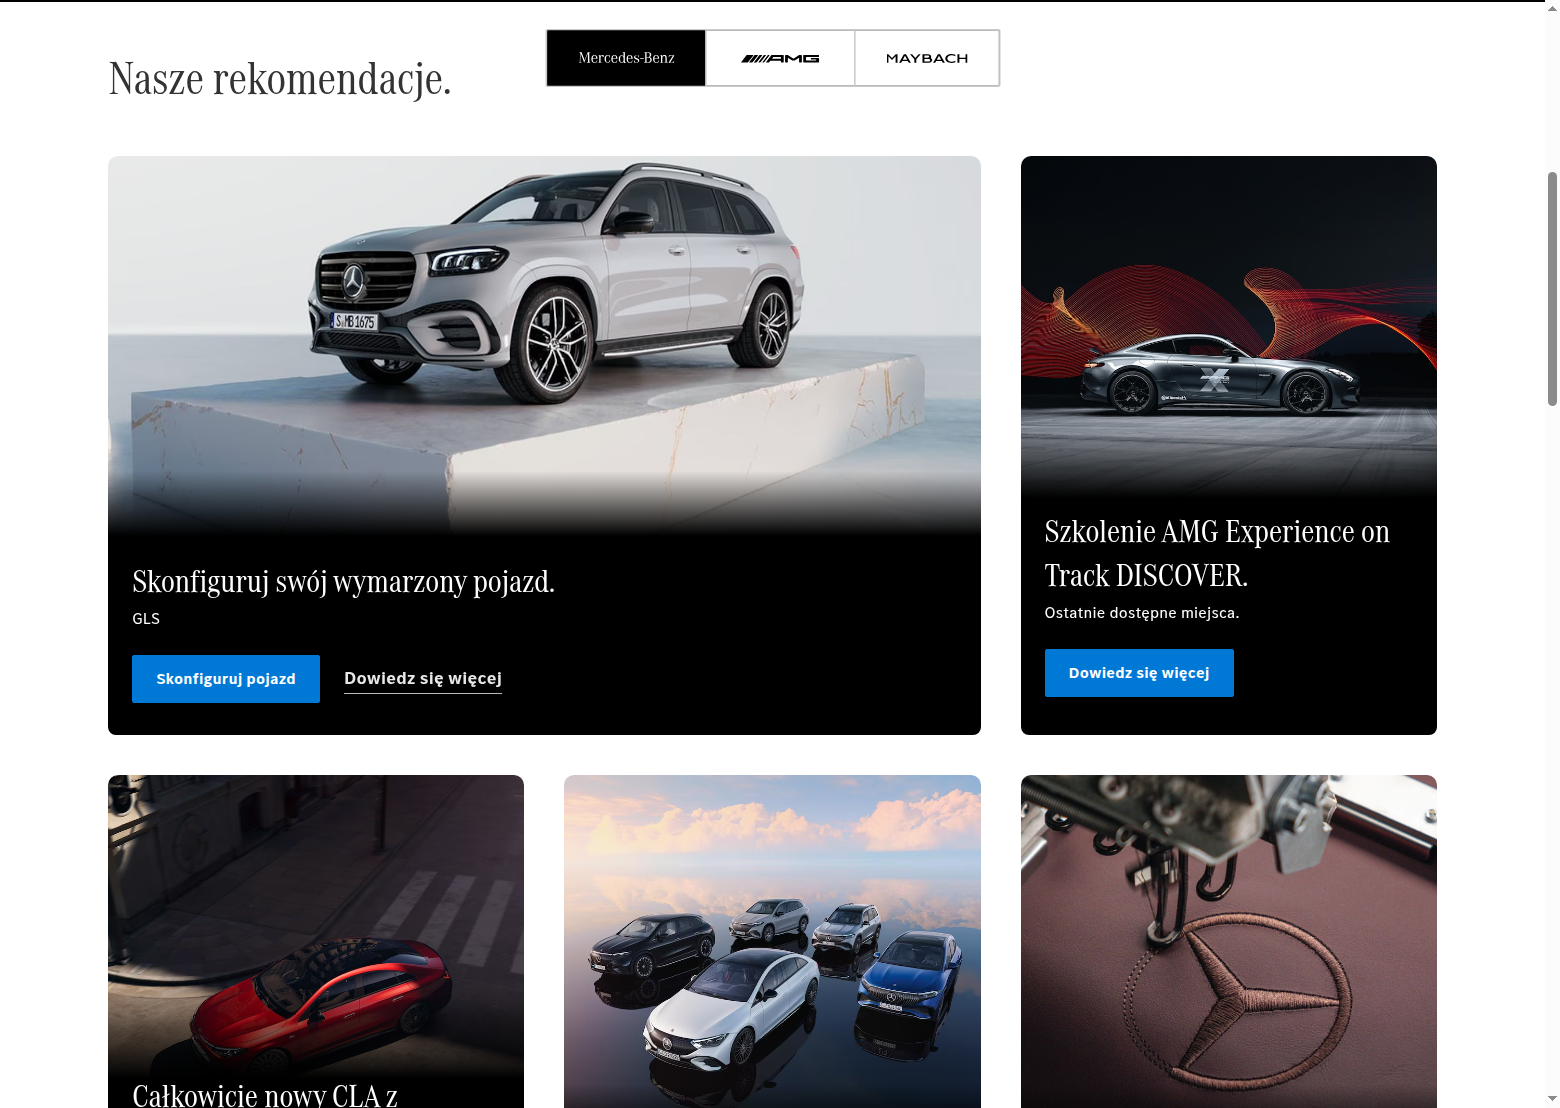 Nasze rekomendacje.
Mercedes-Benz
AMG
MAYBACH
S MB 1675
Skonfiguruj swój wymarzony pojazd.
GLS
Skonfiguruj pojazd
Dowiedz się więcej
Szkolenie AMG Experience on
Track DISCOVER.
Ostatnie dostępne miejsca.
Dowiedz się więcej
Całkowicie nowy CLA z